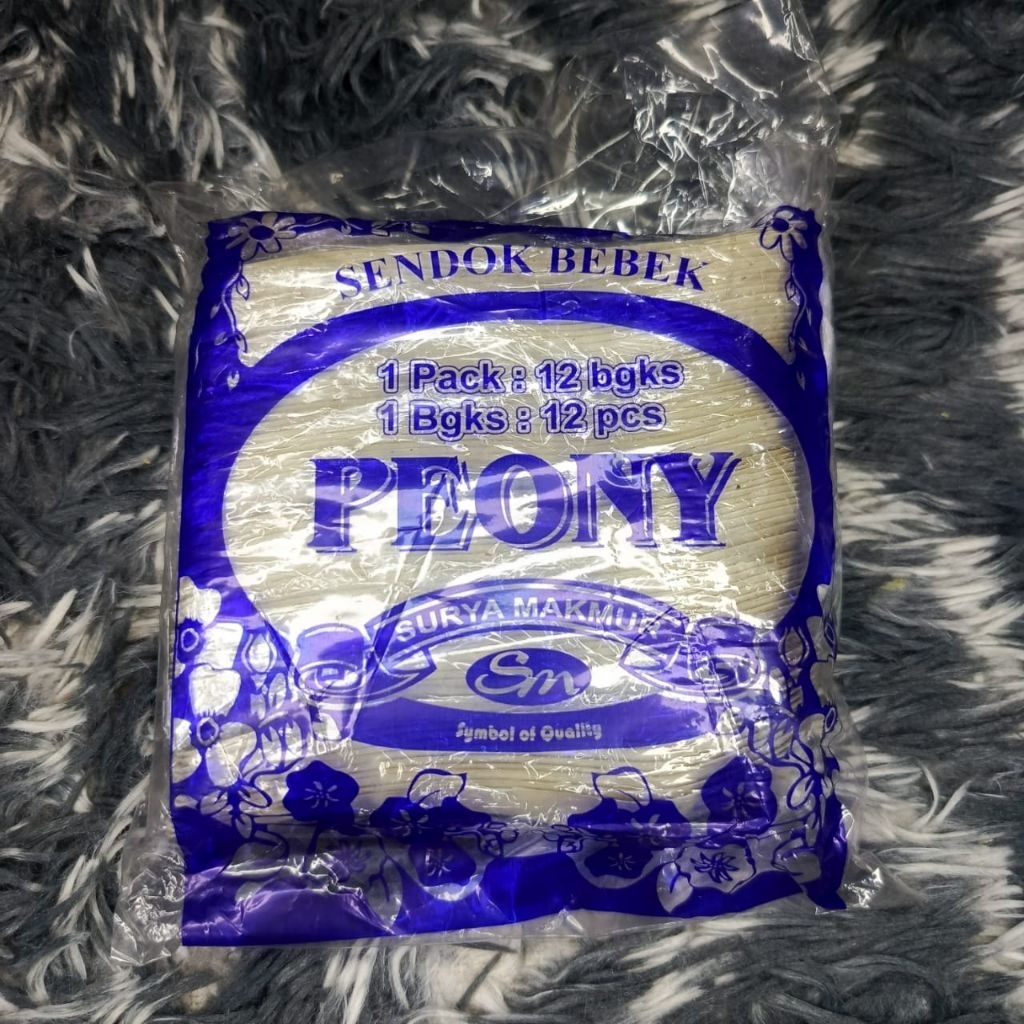 SENDOK BEBEK
1 Pack : 12 bgks
1 Bgks : 12 pcs
PEONY
SURYA MAKMUR
Sm
Symbol of Quality